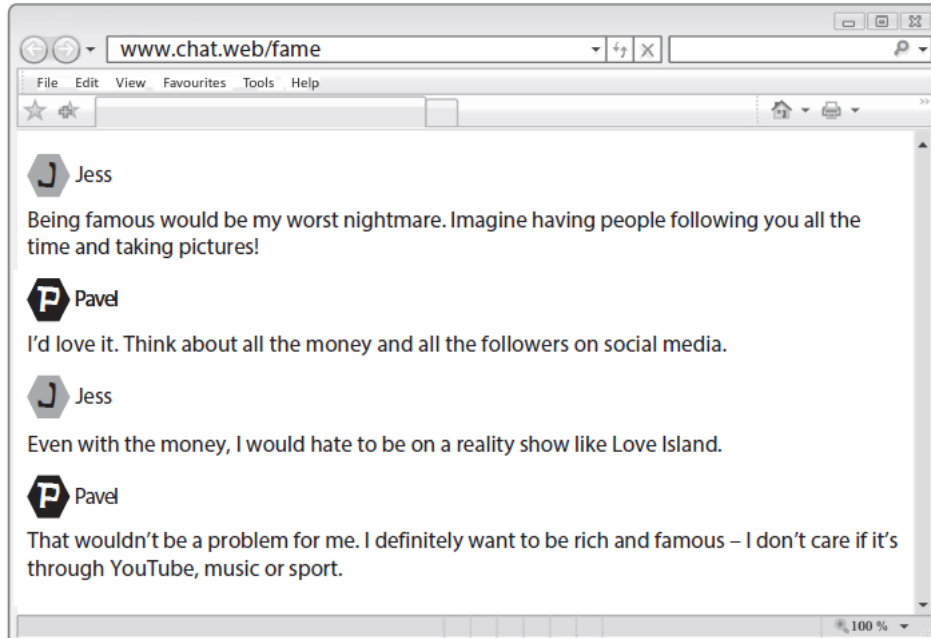 www.chat.web/fame
File Edit View Favourites Tools Help
J Jess
Being famous would be my worst nightmare. Imagine having people following you all the
time and taking pictures!
P Pavel
I’d love it. Think about all the money and all the followers on social media.
J Jess
Even with the money, I would hate to be on a reality show like Love Island.
P Pavel
That wouldn’t be a problem for me. I definitely want to be rich and famous – I don’t care if it’s
through YouTube, music or sport.
100 %